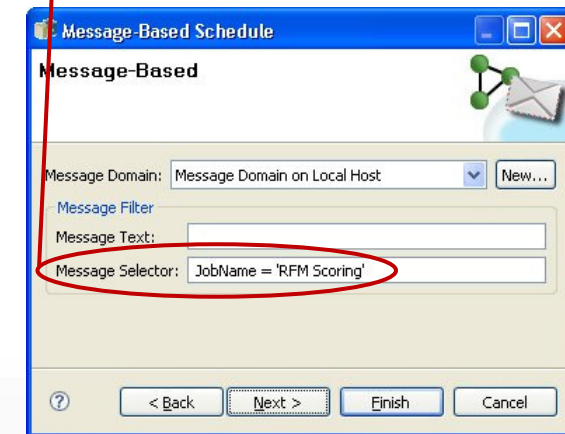 Message-Based Schedule
Message-Based
Message Domain: Message Domain on Local Host New...
Message Filter
Message Text:
Message Selector: JobName = 'RFM Scoring'
? < Back Next > Finish Cancel